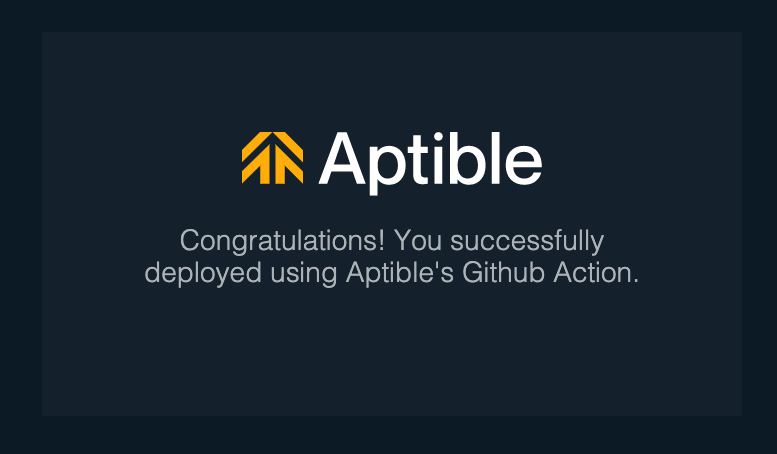 Aptible
Congratulations! You successfully
deployed using Aptible's Github Action.